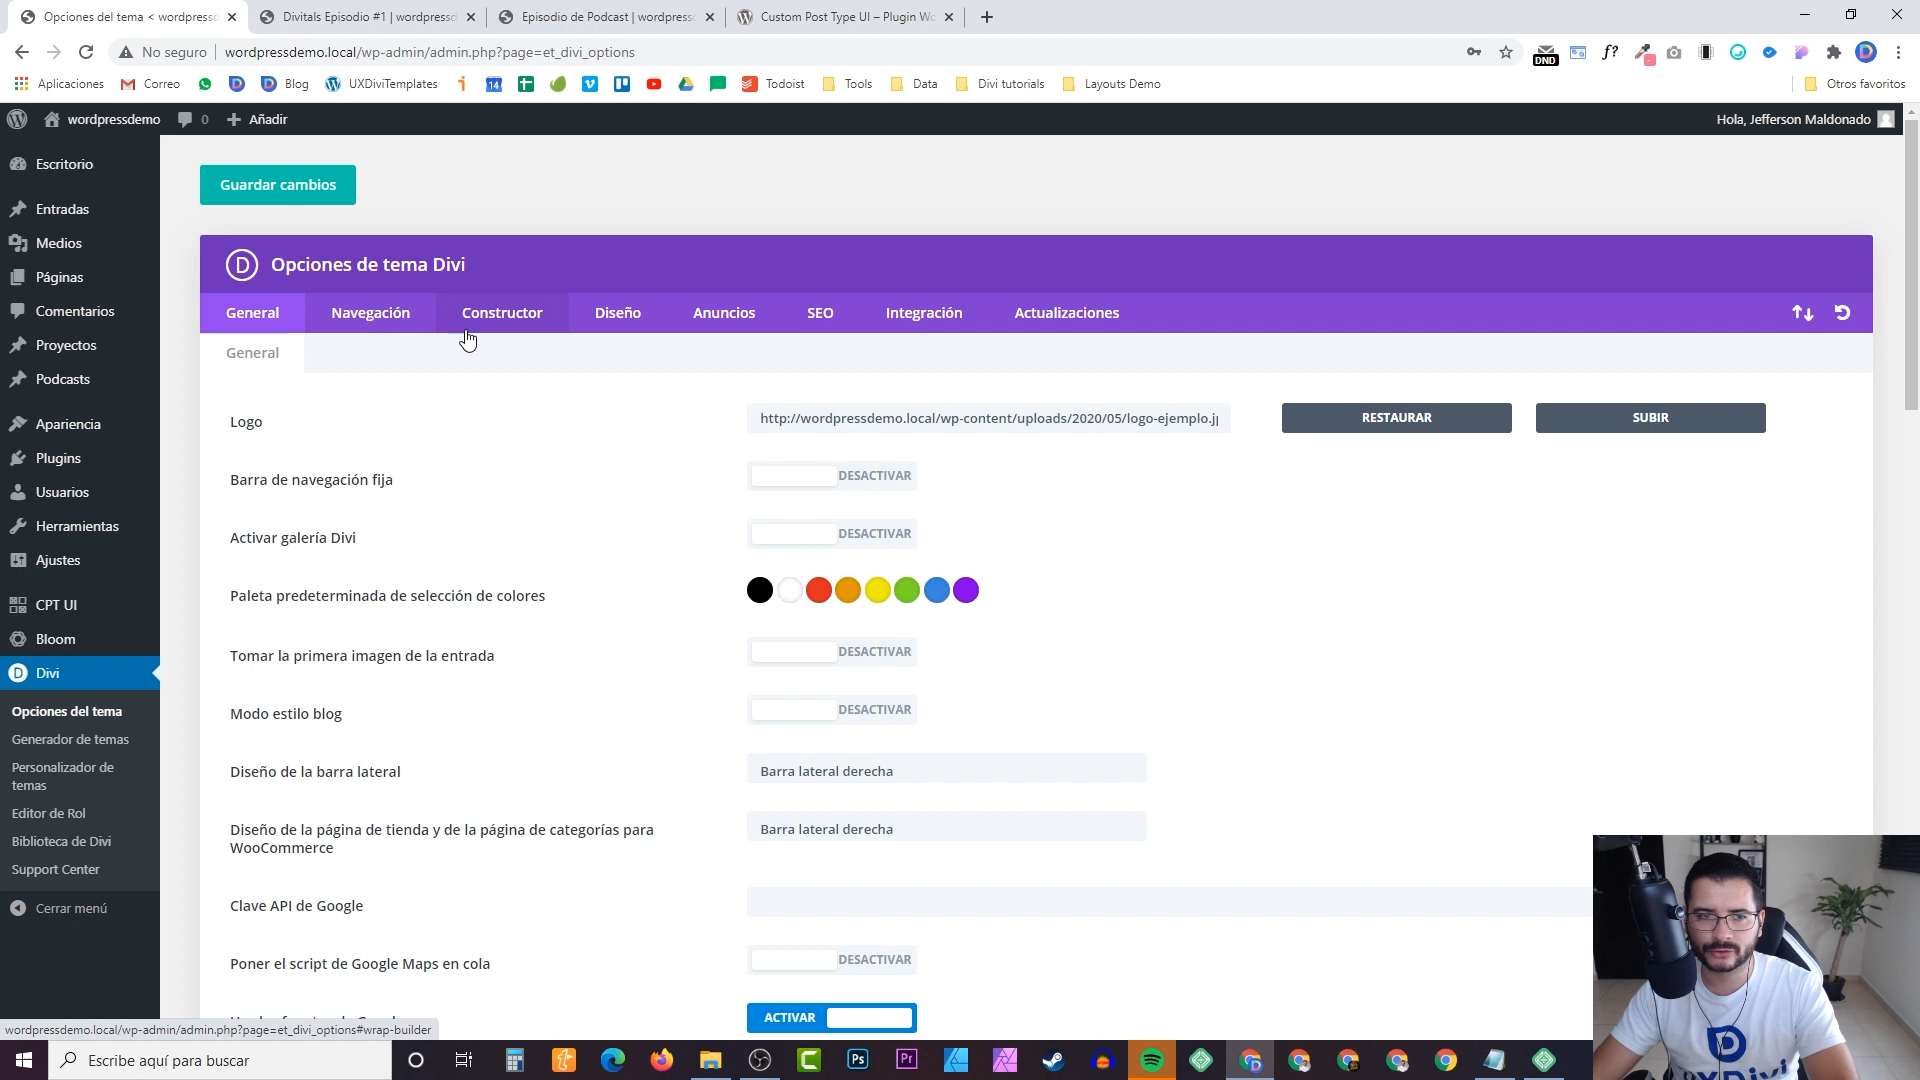 Opciones del tema < wordpress
Divitals Episodio #1 | wordpress
Episodio de Podcast | wordpress
Custom Post Type UI – Plugin Wo
No seguro
wordpressdemo.local/wp-admin/admin.php?page=et_divi_options
DND
f?
Aplicaciones
Correo
Blog
UXDiviTemplates
Todoist
Tools
Data
Divi tutorials
Layouts Demo
Otros favoritos
wordpressdemo
0
Añadir
Hola, Jefferson Maldonado
Escritorio
Entradas
Medios
Páginas
Comentarios
Proyectos
Podcasts
Apariencia
Plugins
Usuarios
Herramientas
Ajustes
CPT UI
Bloom
Divi
Opciones del tema
Generador de temas
Personalizador de
temas
Editor de Rol
Biblioteca de Divi
Support Center
Cerrar menú
Guardar cambios
D Opciones de tema Divi
General
Navegación
Constructor
Diseño
Anuncios
SEO
Integración
Actualizaciones
General
Logo
http://wordpressdemo.local/wp-content/uploads/2020/05/logo-ejemplo.j
RESTAURAR
SUBIR
Barra de navegación fija
DESACTIVAR
Activar galería Divi
DESACTIVAR
Paleta predeterminada de selección de colores
Tomar la primera imagen de la entrada
DESACTIVAR
Modo estilo blog
DESACTIVAR
Diseño de la barra lateral
Barra lateral derecha
Diseño de la página de tienda y de la página de categorías para
WooCommerce
Barra lateral derecha
Clave API de Google
Poner el script de Google Maps en cola
DESACTIVAR
ACTIVAR
wordpressdemo.local/wp-admin/admin.php?page=et_divi_options#wrap-builder
Escribe aquí para buscar
Ps
Pr
D
UXDivi